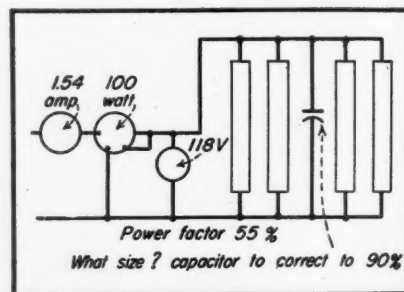 1.54 amp.
100 watt,
118V
Power factor 55 %
What size ? capacitor to correct to 90%